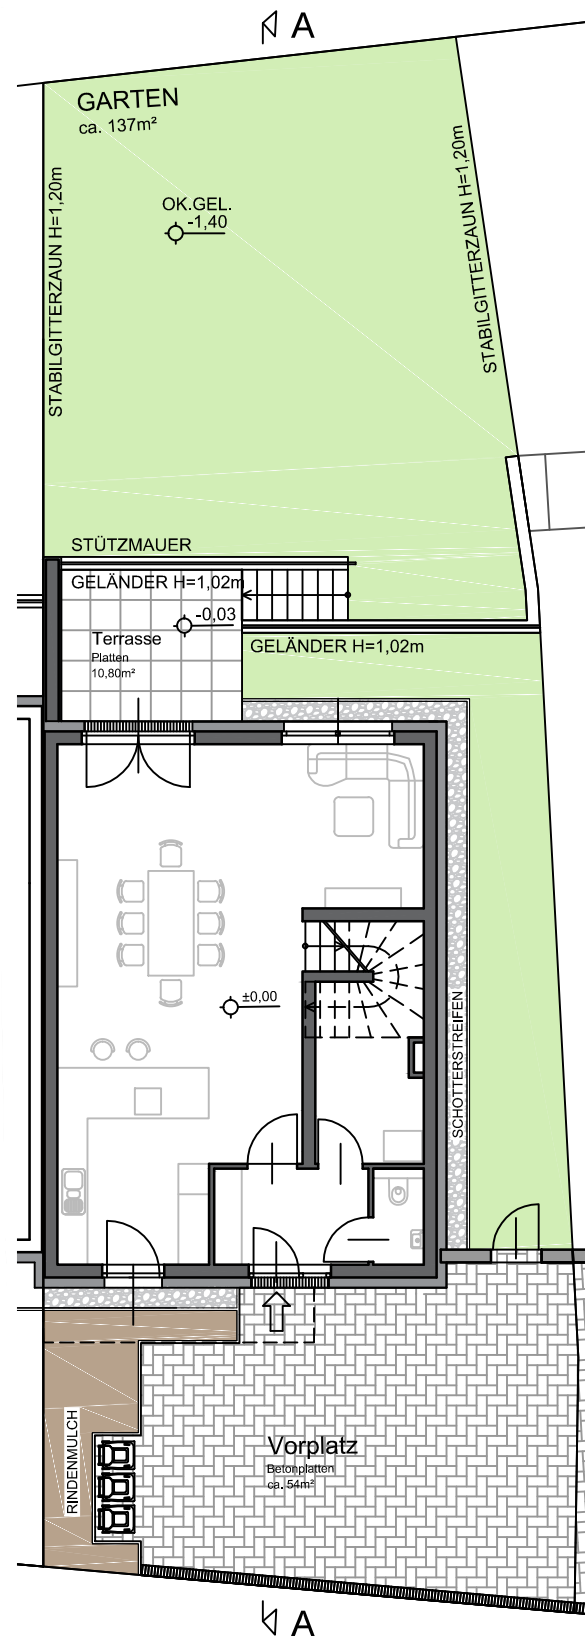 A
GARTEN
ca. 137m²
STABILGITTERZAUN H=1,20m
STABILGITTERZAUN H=1,20m
OK.GEL.
-1,40
STÜTZMAUER
GELÄNDER H=1,02m
-0,03
Terrasse
Platten
10,80m²
GELÄNDER H=1,02m
±0,00
SCHOTTERSTREIFEN
RINDENMULCH
Vorplatz
Betonplatten
ca. 54m²
A